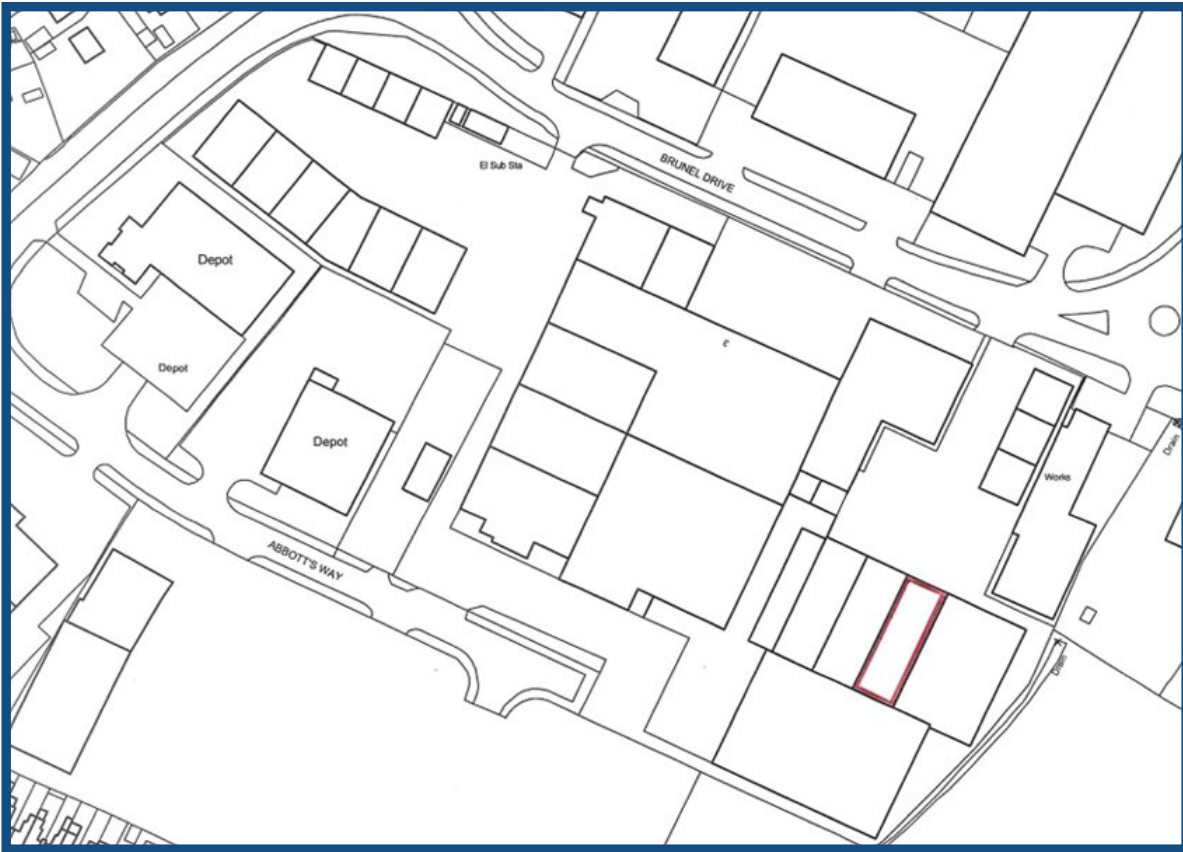 BRUNEL DRIVE
El Sub Sta
Depot
Depot
Depot
Drain
Works
ABBOTT'S WAY
Drain